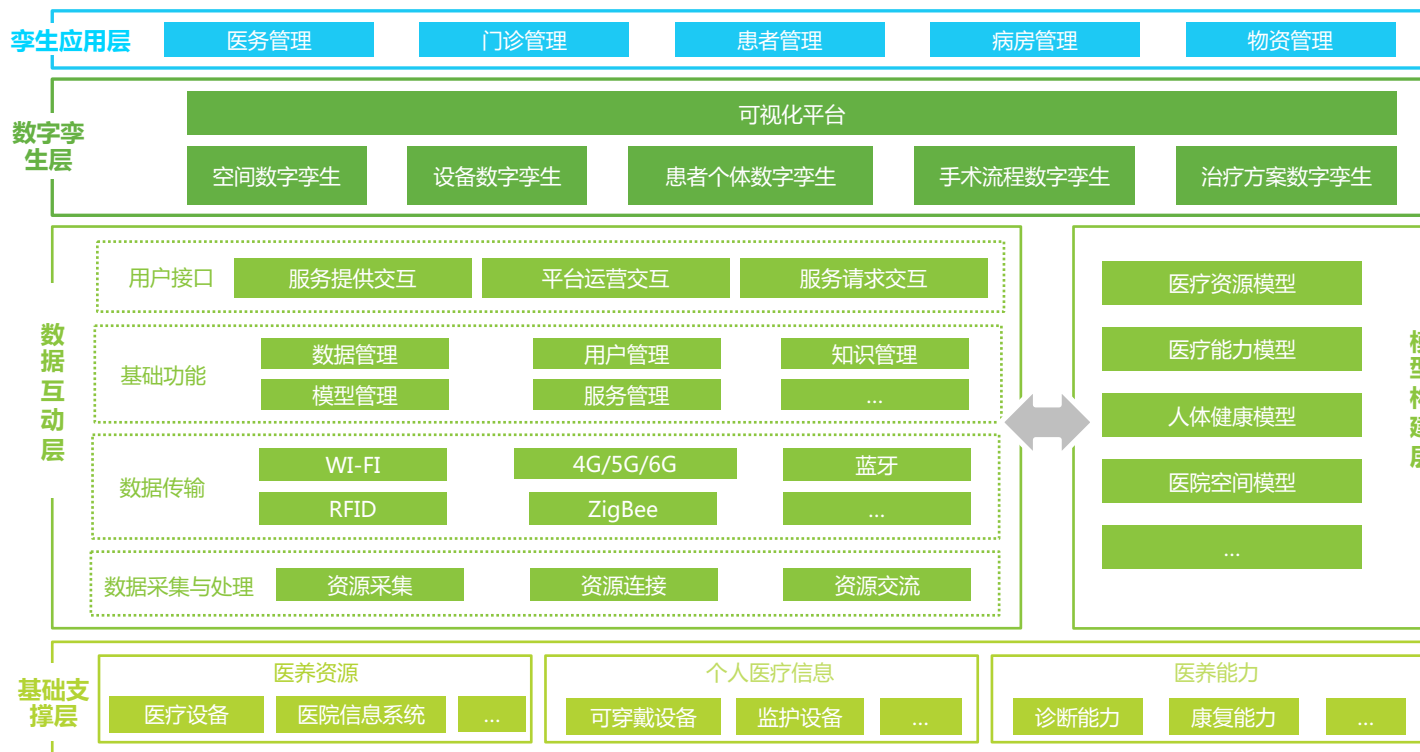 孪生应用层
医务管理
门诊管理
患者管理
病房管理
物资管理
数字孪
生层
可视化平台
空间数字孪生
设备数字孪生
患者个体数字孪生
手术流程数字孪生
治疗方案数字孪生
数据互动层
用户接口
服务提供交互
平台运营交互
服务请求交互
基础功能
数据管理
用户管理
知识管理
模型管理
服务管理
...
数据传输
WI-FI
4G/5G/6G
蓝牙
RFID
ZigBee
...
数据采集与处理
资源采集
资源连接
资源交流
模型构建层
医疗资源模型
医疗能力模型
人体健康模型
医院空间模型
...
基础支
撑层
医养资源
医疗设备
医院信息系统
...
个人医疗信息
可穿戴设备
监护设备
...
医养能力
诊断能力
康复能力
...